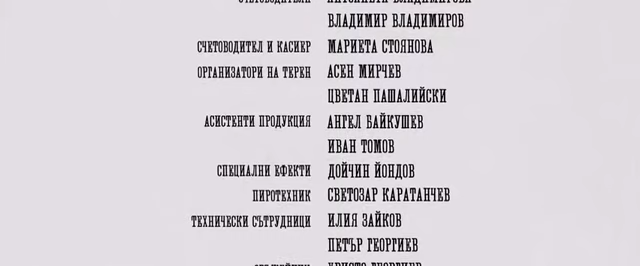 ВЛАДИМИР ВЛАДИМИРОВ
СЧЕТОВОДИТЕЛ И КАСИЕР МАРИЕТА СТОЯНОВА
ОРГАНИЗАТОРИ НА ТЕРЕН АСЕН МИРЧЕВ
ЦВЕТАН ПАШАЛИЙСКИ
АСИСТЕНТИ ПРОДУКЦИЯ АНГЕЛ БАЙКУШЕВ
ИВАН ТОМОВ
СПЕЦИАЛНИ ЕФЕКТИ ДОЙЧИН ЙОНДОВ
ПИРОТЕХНИК СВЕТОЗАР КАРАТАНЧЕВ
ТЕХНИЧЕСКИ СЪТРУДНИЦИ ИЛИЯ ЗАЙКОВ
ПЕТЪР ГЕОРГИЕВ